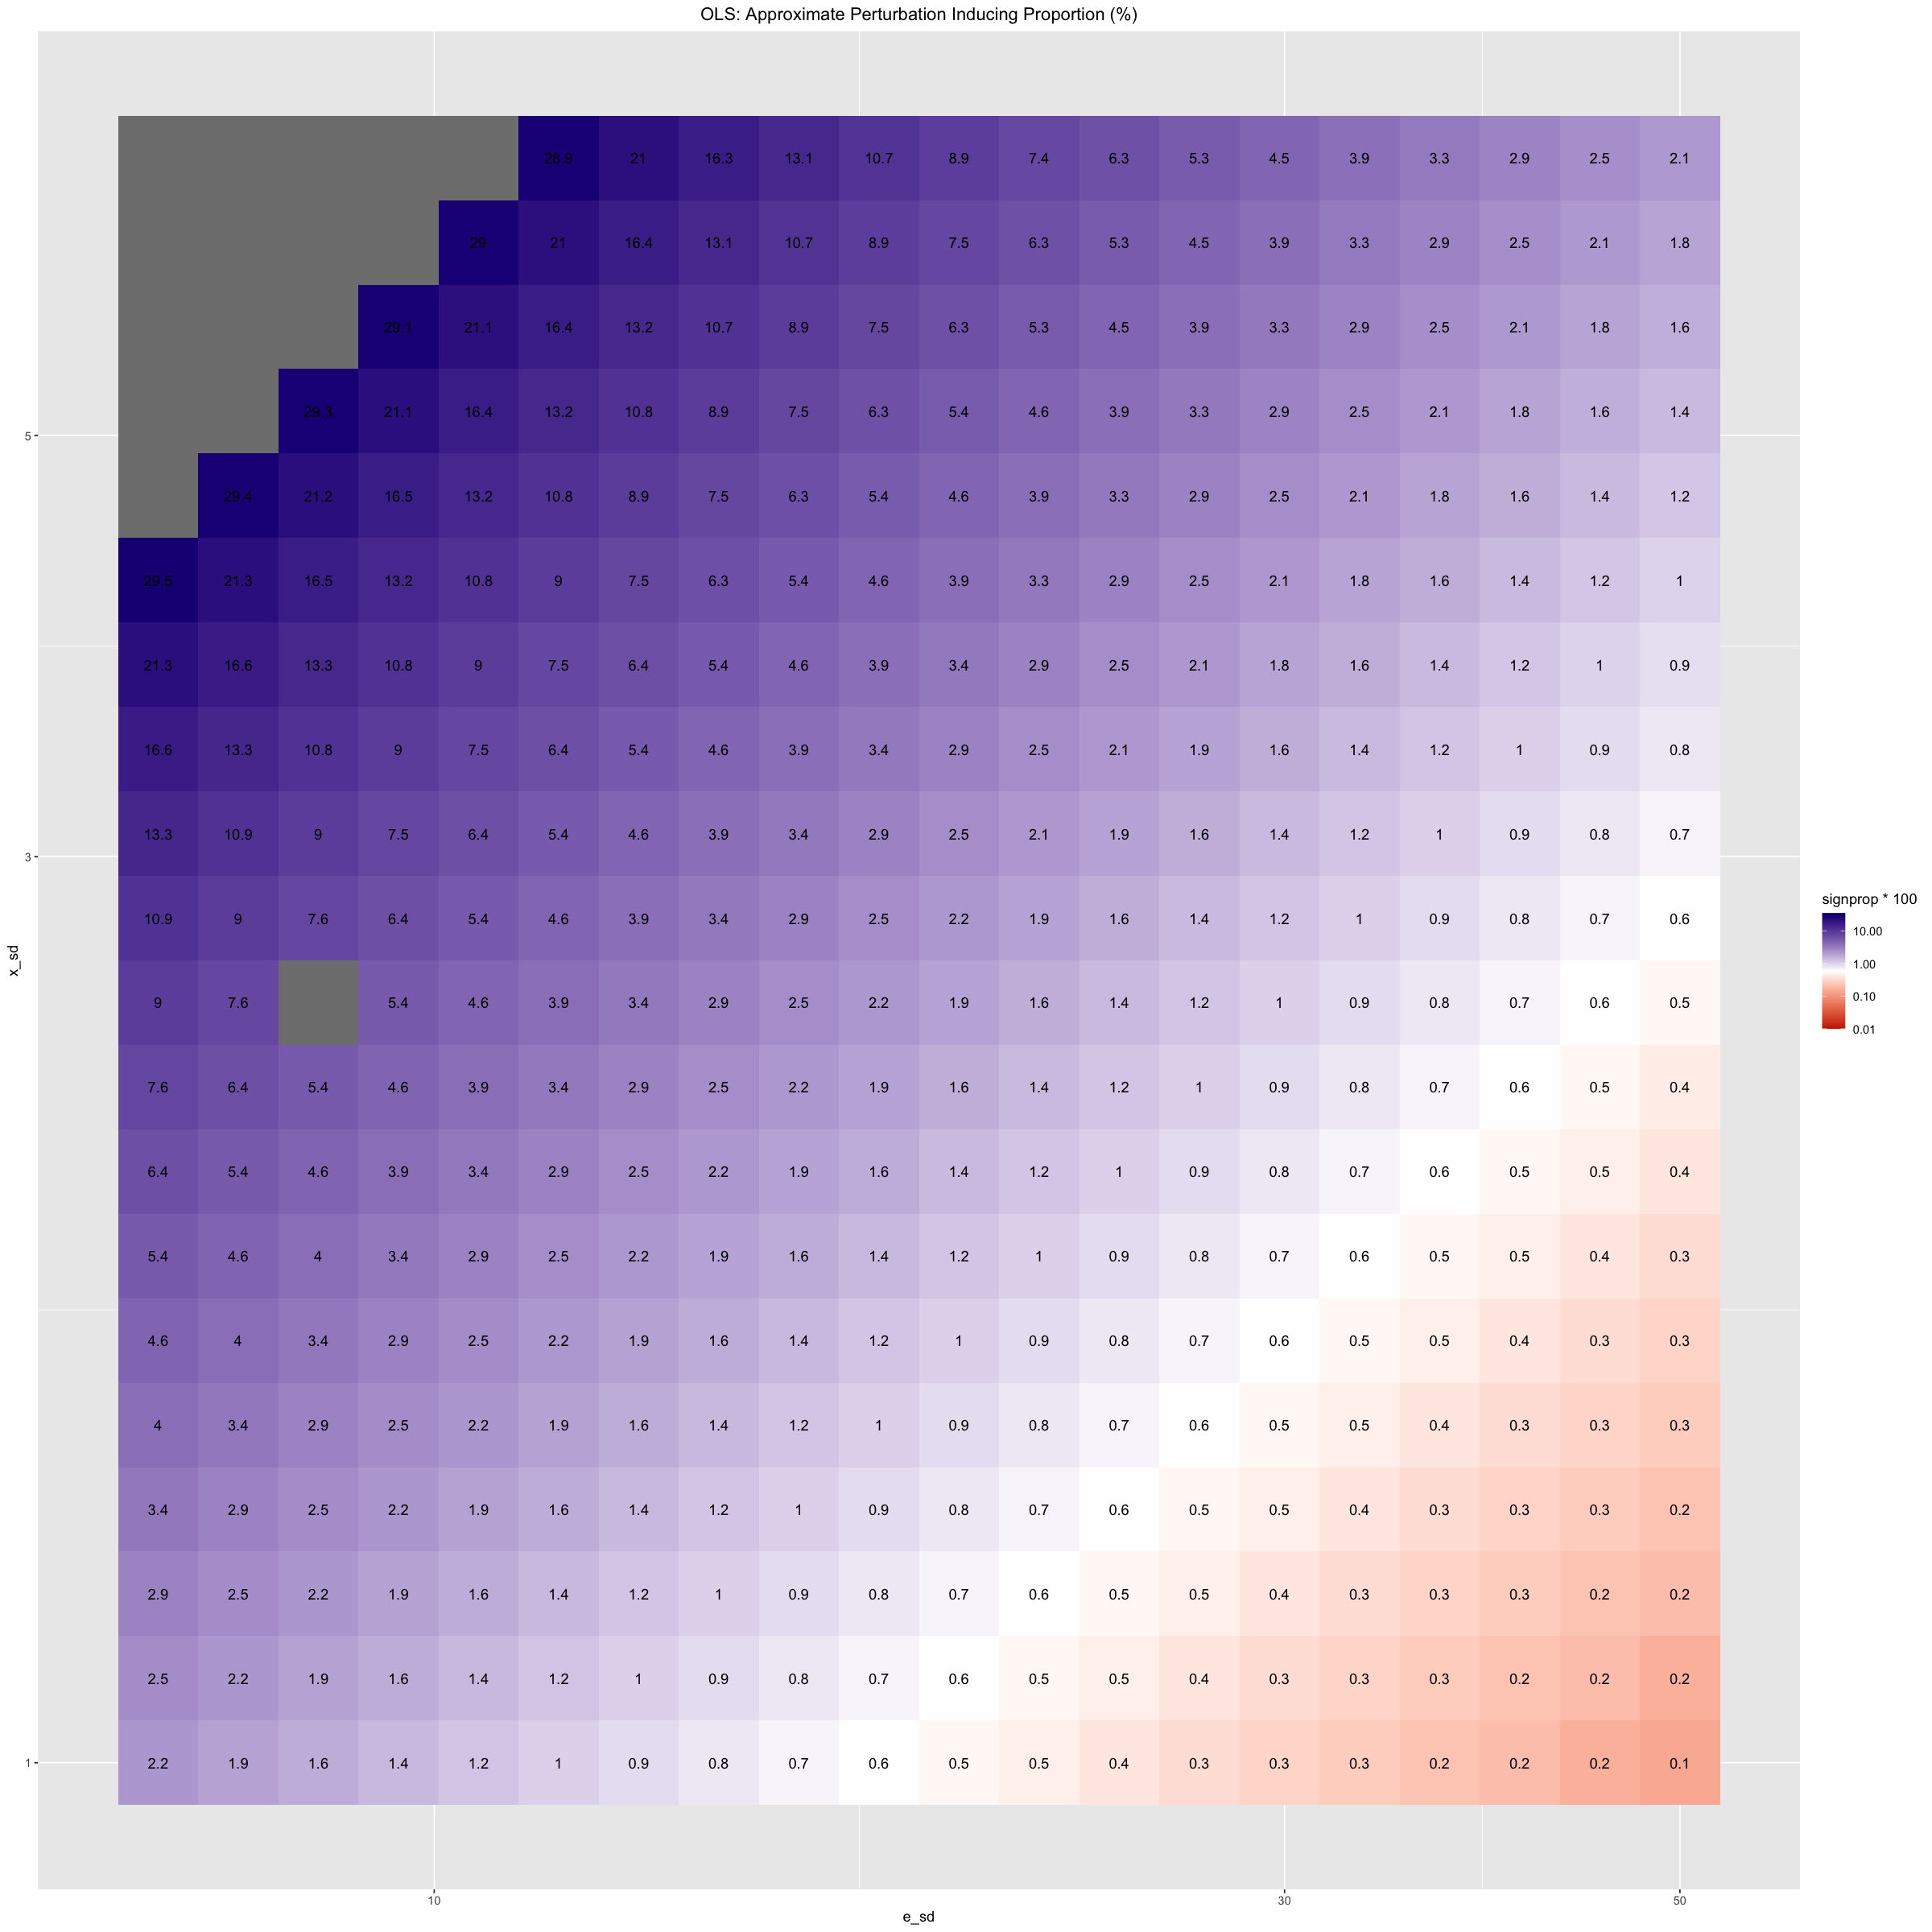 OLS: Approximate Perturbation Inducing Proportion (%)
28.9 21 16.3 13.1 10.7 8.9 7.4 6.3 5.3 4.5 3.9 3.3 2.9 2.5 2.1
29 21 16.4 13.1 10.7 8.9 7.5 6.3 5.3 4.5 3.9 3.3 2.9 2.5 2.1 1.8
29.1 21.1 16.4 13.2 10.7 8.9 7.5 6.3 5.3 4.5 3.9 3.3 2.9 2.5 2.1 1.8 1.6
29.3 21.1 16.4 13.2 10.8 8.9 7.5 6.3 5.4 4.6 3.9 3.3 2.9 2.5 2.1 1.8 1.6 1.4
5
29.4 21.2 16.5 13.2 10.8 8.9 7.5 6.3 5.4 4.6 3.9 3.3 2.9 2.5 2.1 1.8 1.6 1.4 1.2
29.5 21.3 16.5 13.2 10.8 9 7.5 6.3 5.4 4.6 3.9 3.3 2.9 2.5 2.1 1.8 1.6 1.4 1.2 1
21.3 16.6 13.3 10.8 9 7.5 6.4 5.4 4.6 3.9 3.4 2.9 2.5 2.1 1.8 1.6 1.4 1.2 1 0.9
16.6 13.3 10.8 9 7.5 6.4 5.4 4.6 3.9 3.4 2.9 2.5 2.1 1.9 1.6 1.4 1.2 1 0.9 0.8
13.3 10.9 9 7.5 6.4 5.4 4.6 3.9 3.4 2.9 2.5 2.1 1.9 1.6 1.4 1.2 1 0.9 0.8 0.7
3
10.9 9 7.6 6.4 5.4 4.6 3.9 3.4 2.9 2.5 2.2 1.9 1.6 1.4 1.2 1 0.9 0.8 0.7 0.6
9 7.6 5.4 4.6 3.9 3.4 2.9 2.5 2.2 1.9 1.6 1.4 1.2 1 0.9 0.8 0.7 0.6 0.5
7.6 6.4 5.4 4.6 3.9 3.4 2.9 2.5 2.2 1.9 1.6 1.4 1.2 1 0.9 0.8 0.7 0.6 0.5 0.4
6.4 5.4 4.6 3.9 3.4 2.9 2.5 2.2 1.9 1.6 1.4 1.2 1 0.9 0.8 0.7 0.6 0.5 0.5 0.4
5.4 4.6 4 3.4 2.9 2.5 2.2 1.9 1.6 1.4 1.2 1 0.9 0.8 0.7 0.6 0.5 0.5 0.4 0.3
4.6 4 3.4 2.9 2.5 2.2 1.9 1.6 1.4 1.2 1 0.9 0.8 0.7 0.6 0.5 0.5 0.4 0.3 0.3
4 3.4 2.9 2.5 2.2 1.9 1.6 1.4 1.2 1 0.9 0.8 0.7 0.6 0.5 0.5 0.4 0.3 0.3 0.3
3.4 2.9 2.5 2.2 1.9 1.6 1.4 1.2 1 0.9 0.8 0.7 0.6 0.5 0.5 0.4 0.3 0.3 0.3 0.2
2.9 2.5 2.2 1.9 1.6 1.4 1.2 1 0.9 0.8 0.7 0.6 0.5 0.5 0.4 0.3 0.3 0.3 0.2 0.2
2.5 2.2 1.9 1.6 1.4 1.2 1 0.9 0.8 0.7 0.6 0.5 0.5 0.4 0.3 0.3 0.3 0.2 0.2 0.2
1 2.2 1.9 1.6 1.4 1.2 1 0.9 0.8 0.7 0.6 0.5 0.5 0.4 0.3 0.3 0.3 0.2 0.2 0.2 0.1
10 30 50
e_sd
x_sd
signprop * 100
10.00
1.00
0.10
0.01